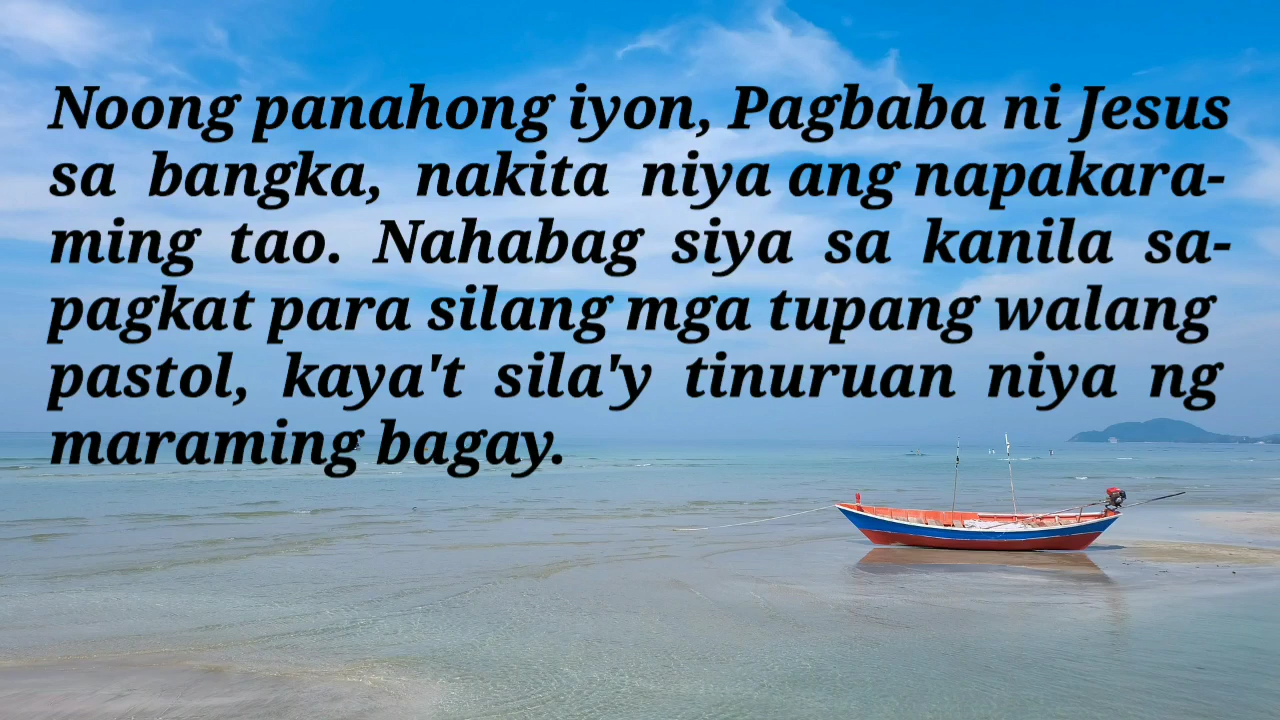 Noong panahong iyon, Pagbaba ni Jesus
sa bangka, nakita niya ang napakara-
ming tao. Nahabag siya sa kanila sa-
pagkat para silang mga tupang walang
pastol, kaya't sila'y tinuruan niya ng
maraming bagay.